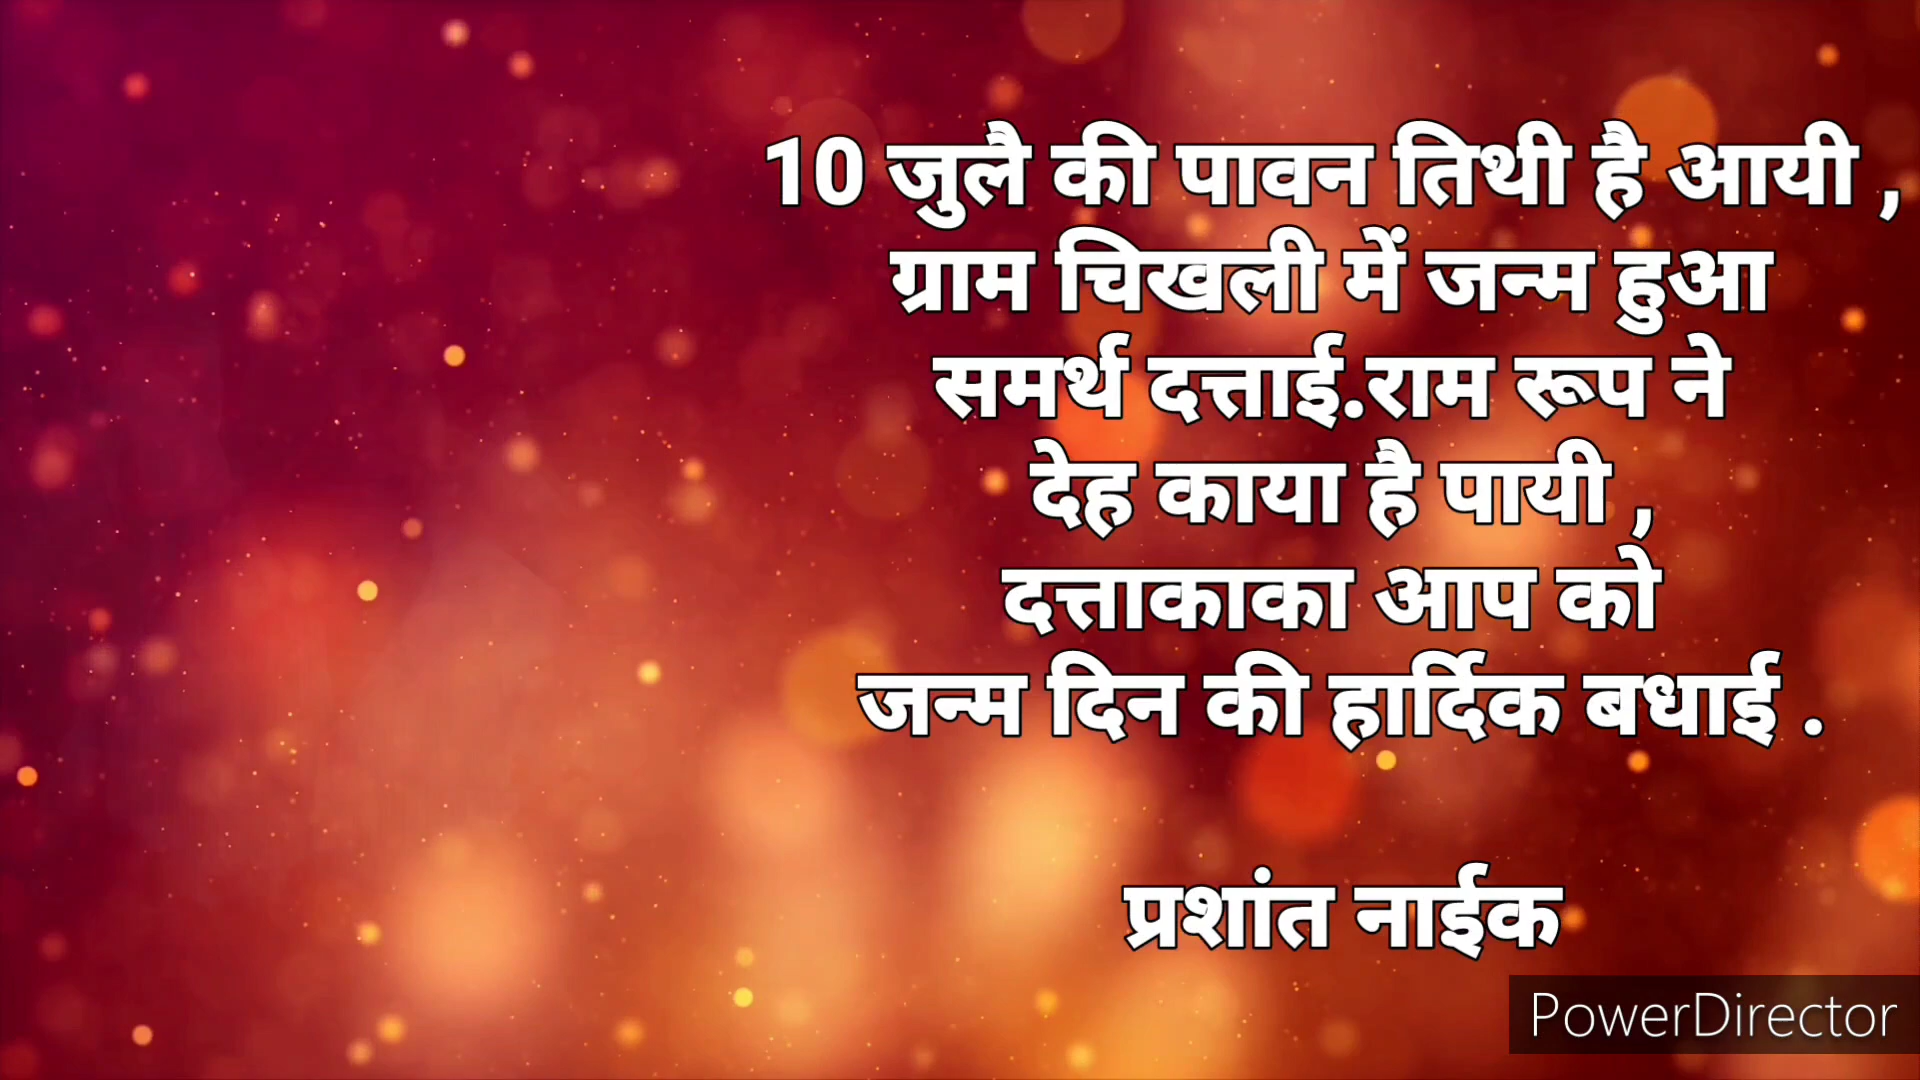 10 जुलै की पावन तिथी है आयी ,
ग्राम चिखली में जन्म हुआ
समर्थ दत्ताई.राम रूप ने
देह काया है पायी ,
दत्ताकाका आप को
जन्म दिन की हार्दिक बधाई .
प्रशांत नाईक
PowerDirector